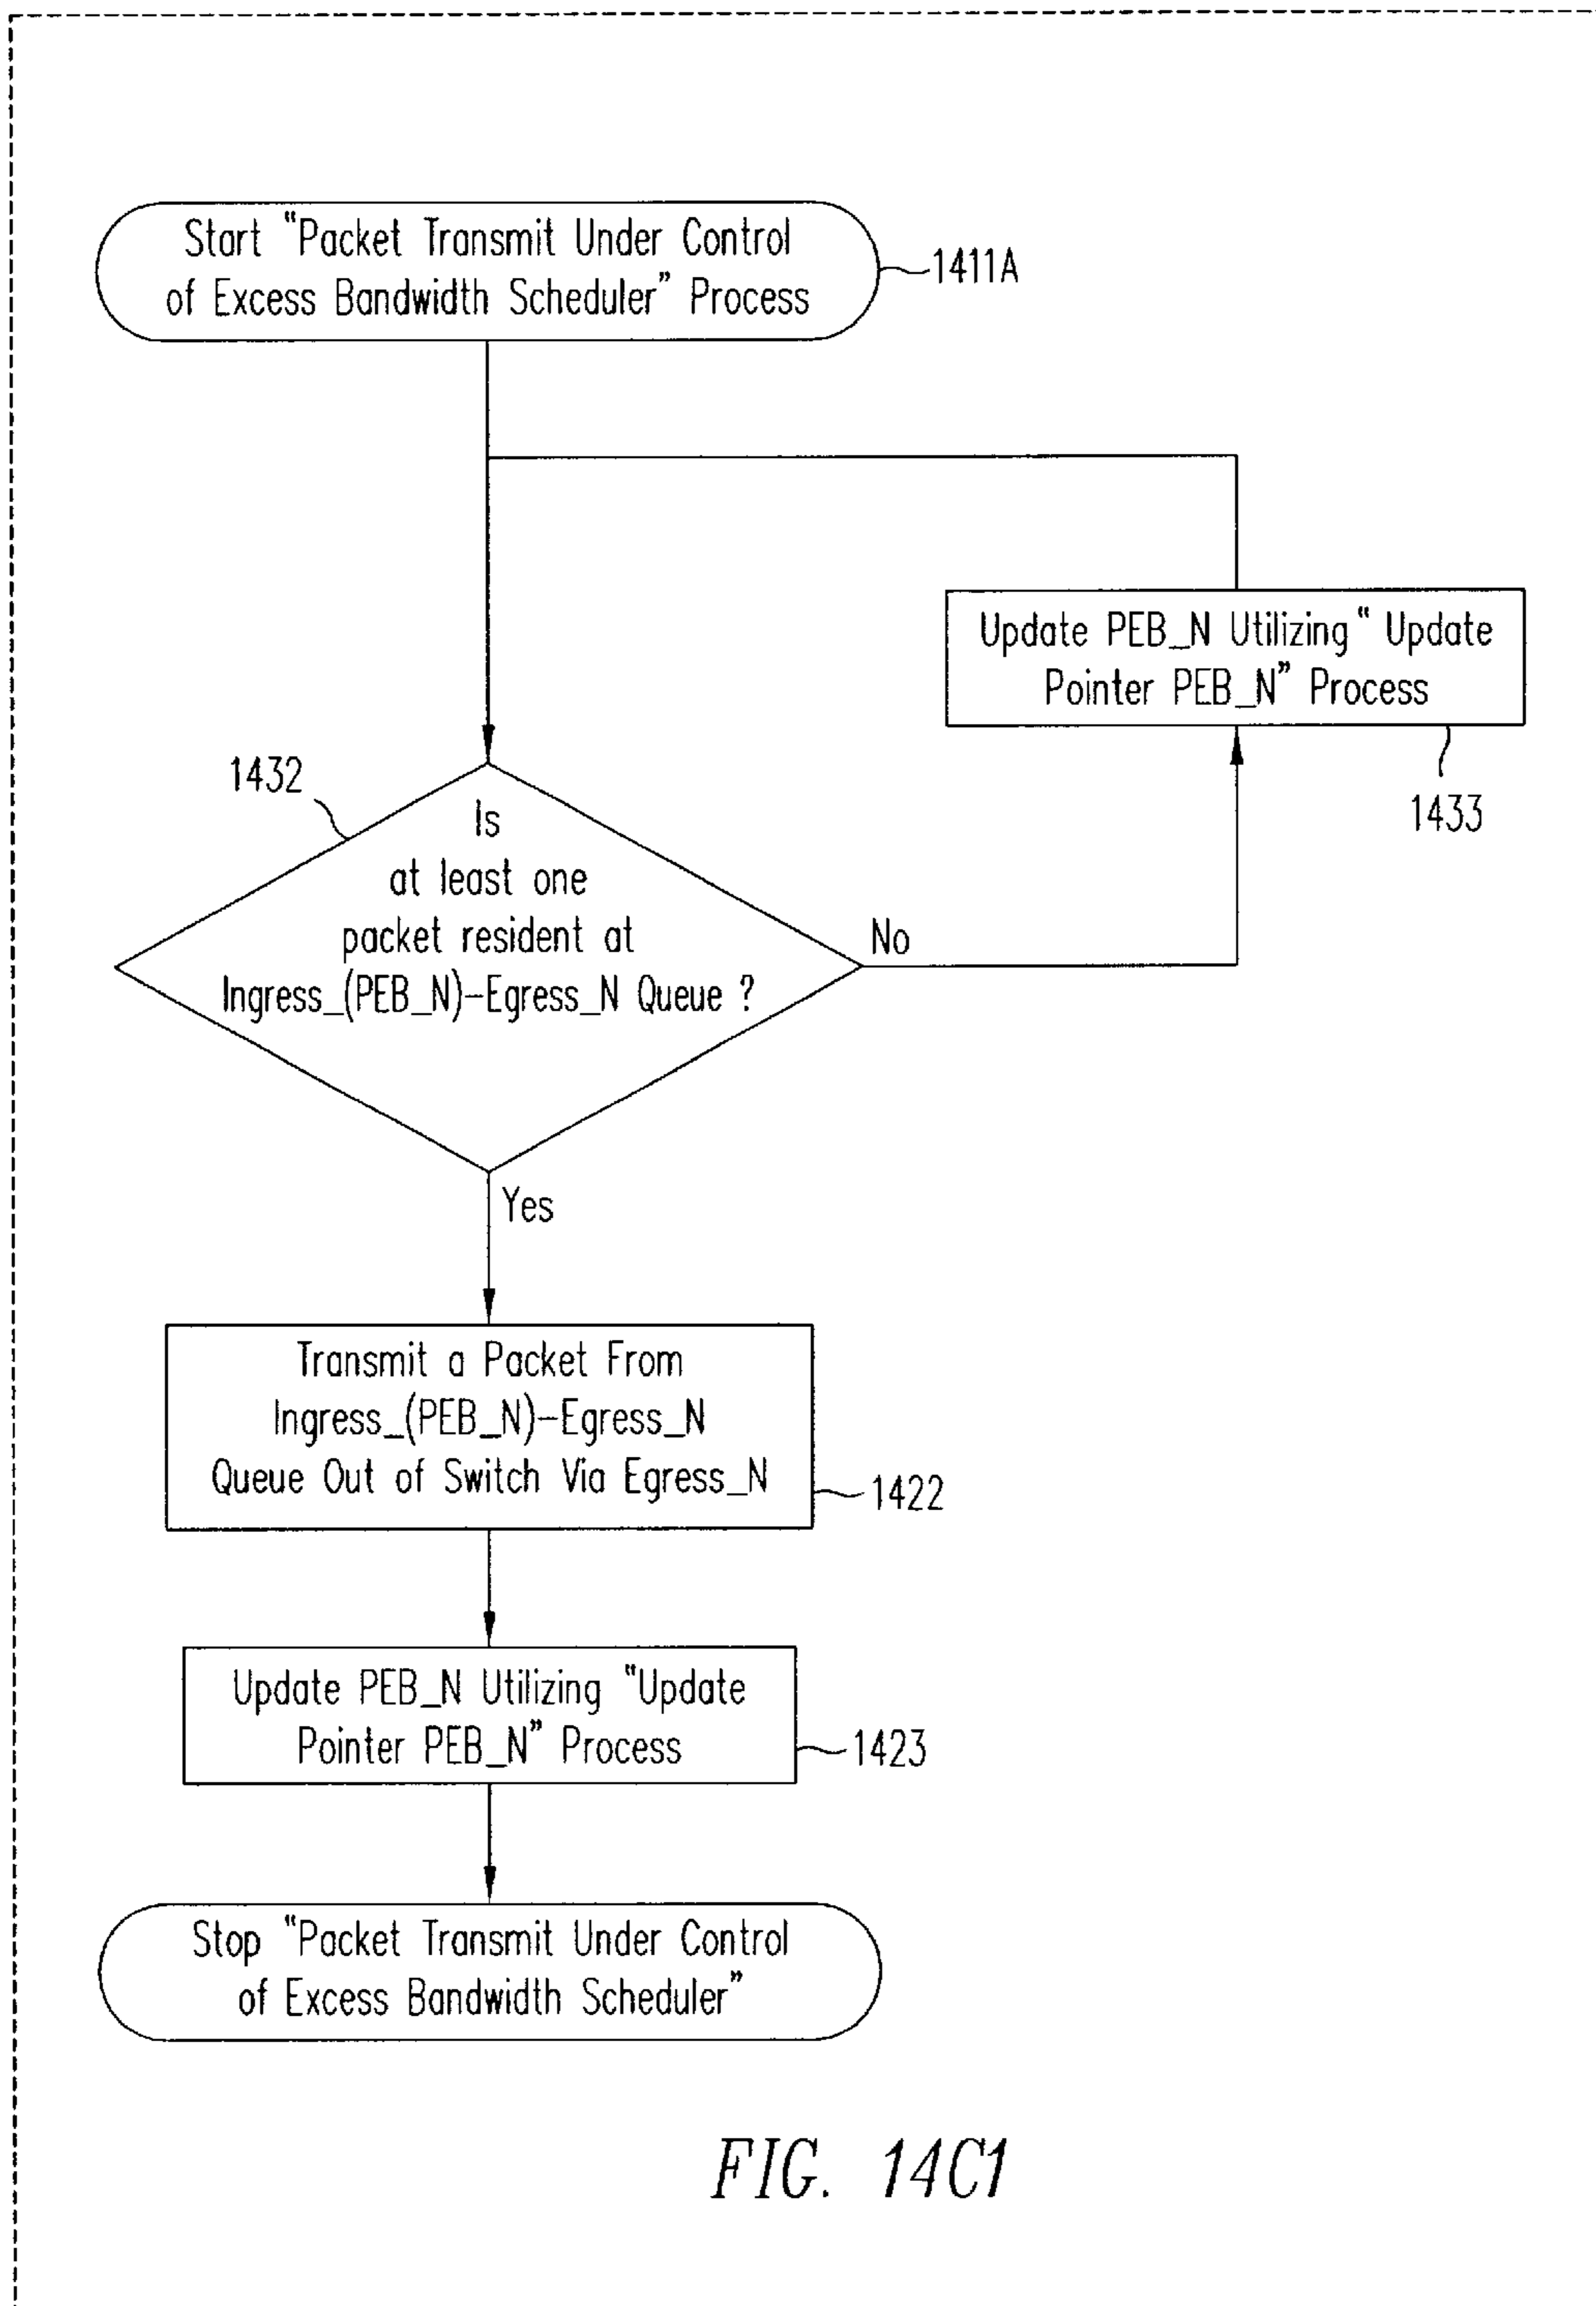 Start "Packet Transmit Under Control
of Excess Bandwidth Scheduler" Process
1411A
Update PEB_N Utilizing " Update
Pointer PEB_N" Process
1433
1432
Is
at least one
packet resident at
Ingress_(PEB_N)-Egress_N Queue ?
No
Yes
Transmit a Packet From
Ingress_(PEB_N)-Egress_N
Queue Out of Switch Via Egress_N
1422
Update PEB_N Utilizing "Update
Pointer PEB_N" Process
1423
Stop "Packet Transmit Under Control
of Excess Bandwidth Scheduler"
FIG. 14C1